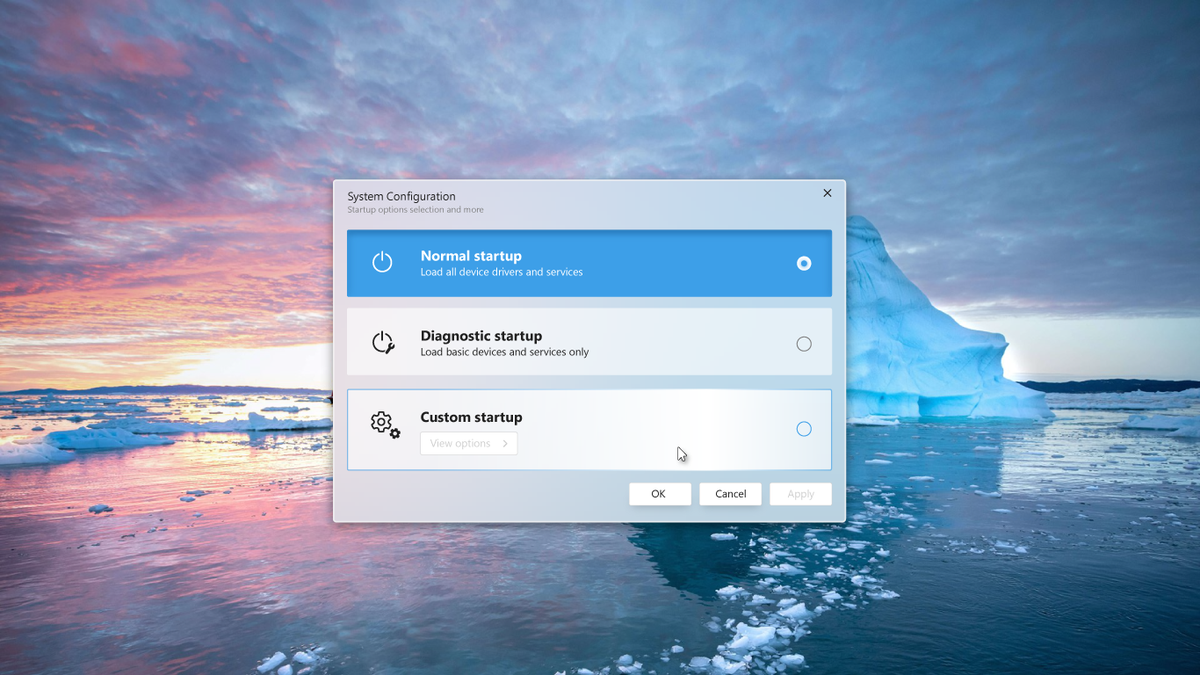 System Configuration
Startup options selection and more
Normal startup
Load all device drivers and services
Diagnostic startup
Load basic devices and services only
Custom startup
View options
OK
Cancel
Apply